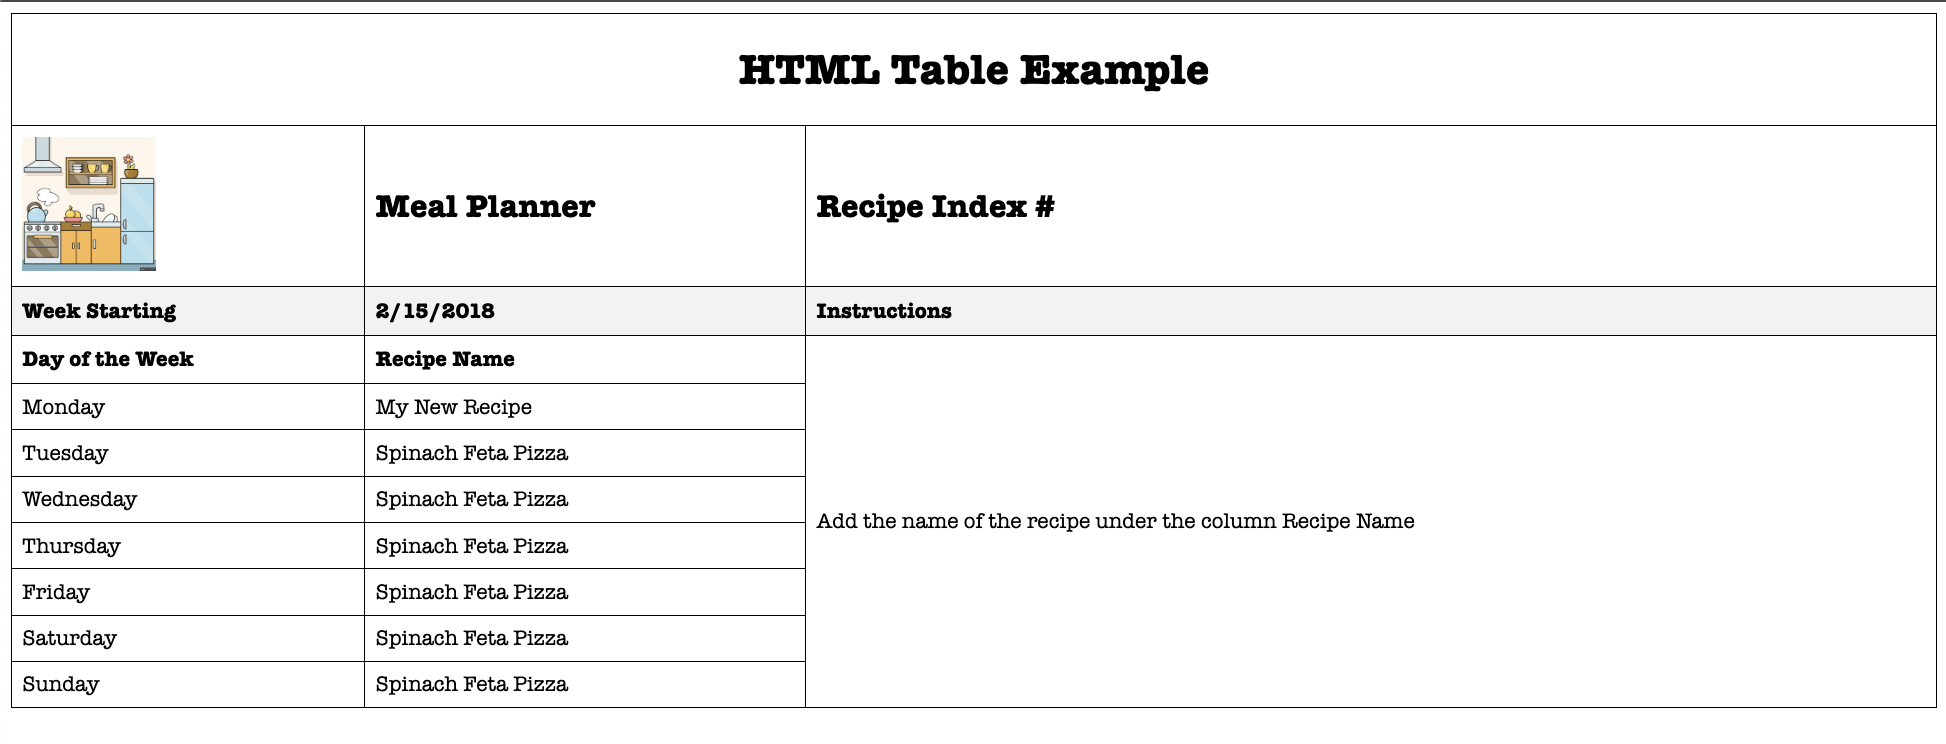 HTML Table Example
Meal Planner
Recipe Index #
Week Starting
2/15/2018
Instructions
Day of the Week
Recipe Name
Monday
My New Recipe
Tuesday
Spinach Feta Pizza
Wednesday
Spinach Feta Pizza
Add the name of the recipe under the column Recipe Name
Thursday
Spinach Feta Pizza
Friday
Spinach Feta Pizza
Saturday
Spinach Feta Pizza
Sunday
Spinach Feta Pizza